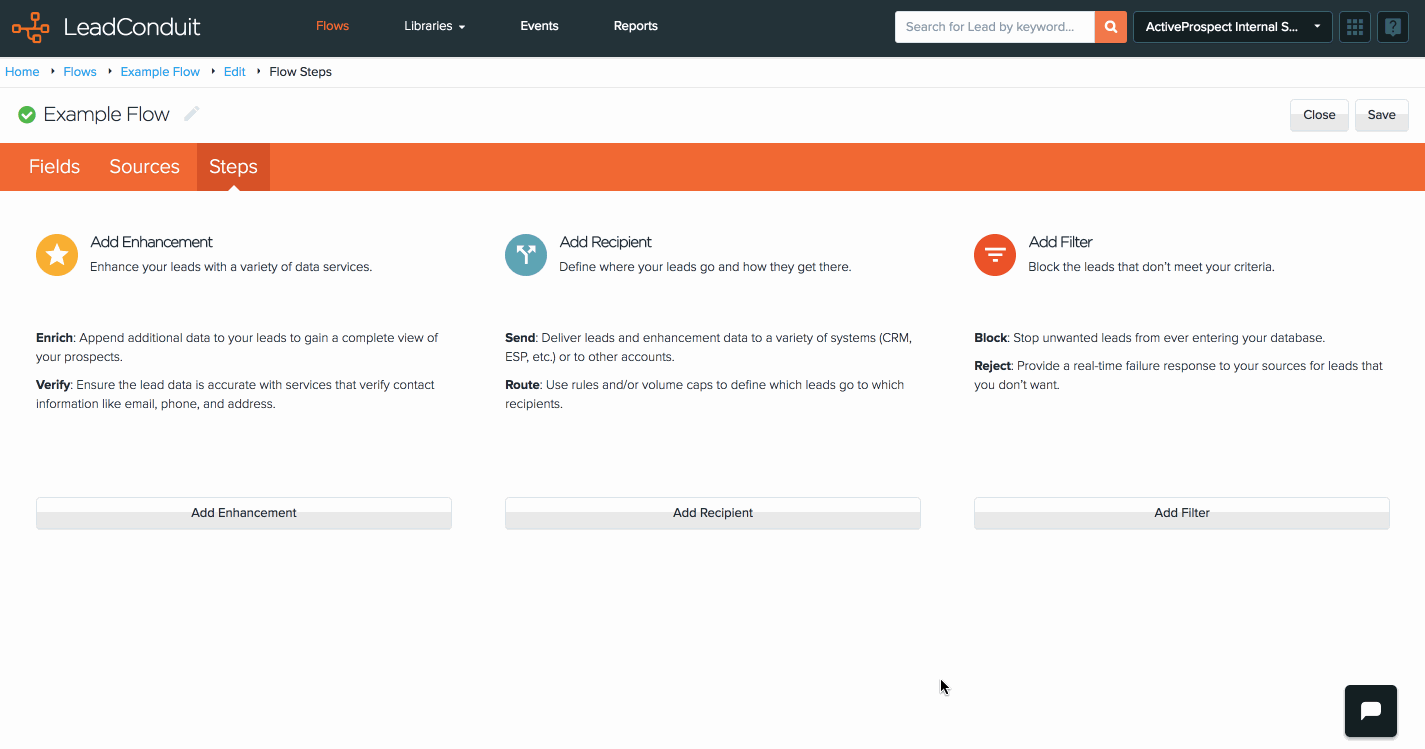 LeadConduit
Flows
Libraries
Events
Reports
Search for Lead by keyword...
ActiveProspect Internal S...
Home
Flows
Example Flow
Edit
Flow Steps
Example Flow
Close
Save
Fields
Sources
Steps
Add Enhancement
Enhance your leads with a variety of data services.
Enrich: Append additional data to your leads to gain a complete view of
your prospects.
Verify: Ensure the lead data is accurate with services that verify contact
information like email, phone, and address.
Add Enhancement
Add Recipient
Define where your leads go and how they get there.
Send: Deliver leads and enhancement data to a variety of systems (CRM,
ESP, etc.) or to other accounts.
Route: Use rules and/or volume caps to define which leads go to which
recipients.
Add Recipient
Add Filter
Block the leads that don’t meet your criteria.
Block: Stop unwanted leads from ever entering your database.
Reject: Provide a real-time failure response to your sources for leads that
you don’t want.
Add Filter